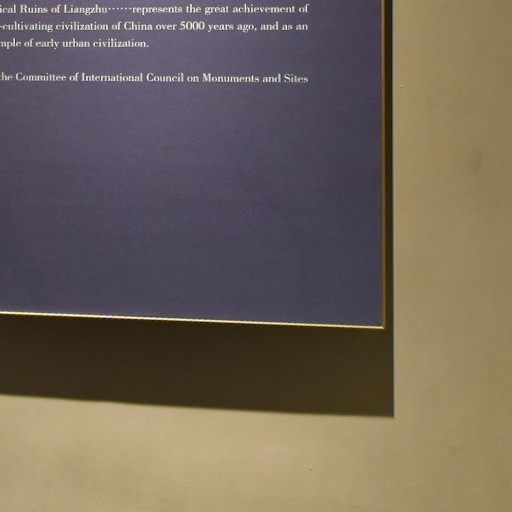 ical Ruins of Liangzhu······represents the great achievement of
-cultivating civilization of China over 5000 years ago, and as an
mple of early urban civilization.
the Committee of International Council on Monuments and Sites